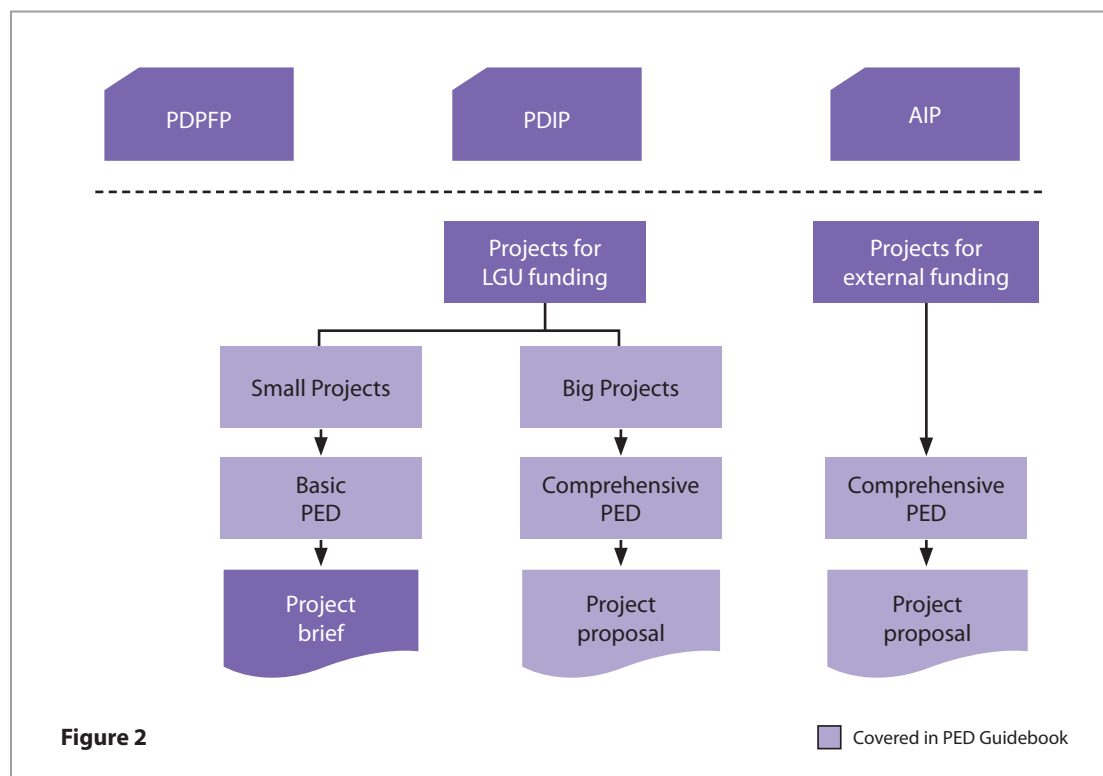 PDPFP
PDIP
AIP
Projects for
LGU funding
Projects for
external funding
Small Projects
Big Projects
Basic
PED
Comprehensive
PED
Comprehensive
PED
Project
brief
Project
proposal
Project
proposal
Figure 2
Covered in PED Guidebook